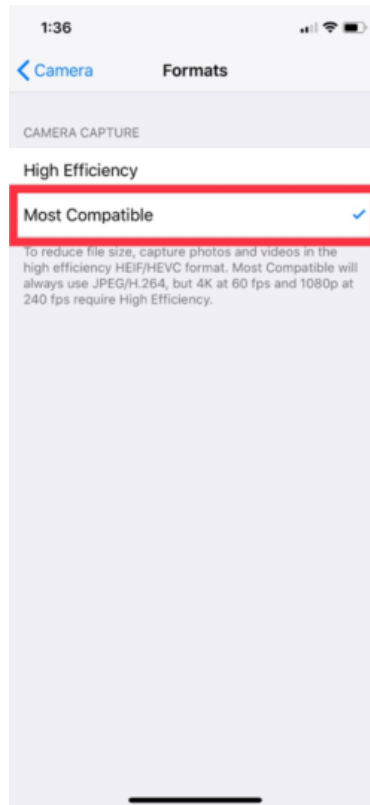 1:36
Camera
Formats
CAMERA CAPTURE
High Efficiency
Most Compatible
To reduce file size, capture photos and videos in the
high efficiency HEIF/HEVC format. Most Compatible will
always use JPEG/H.264, but 4K at 60 fps and 1080p at
240 fps require High Efficiency.